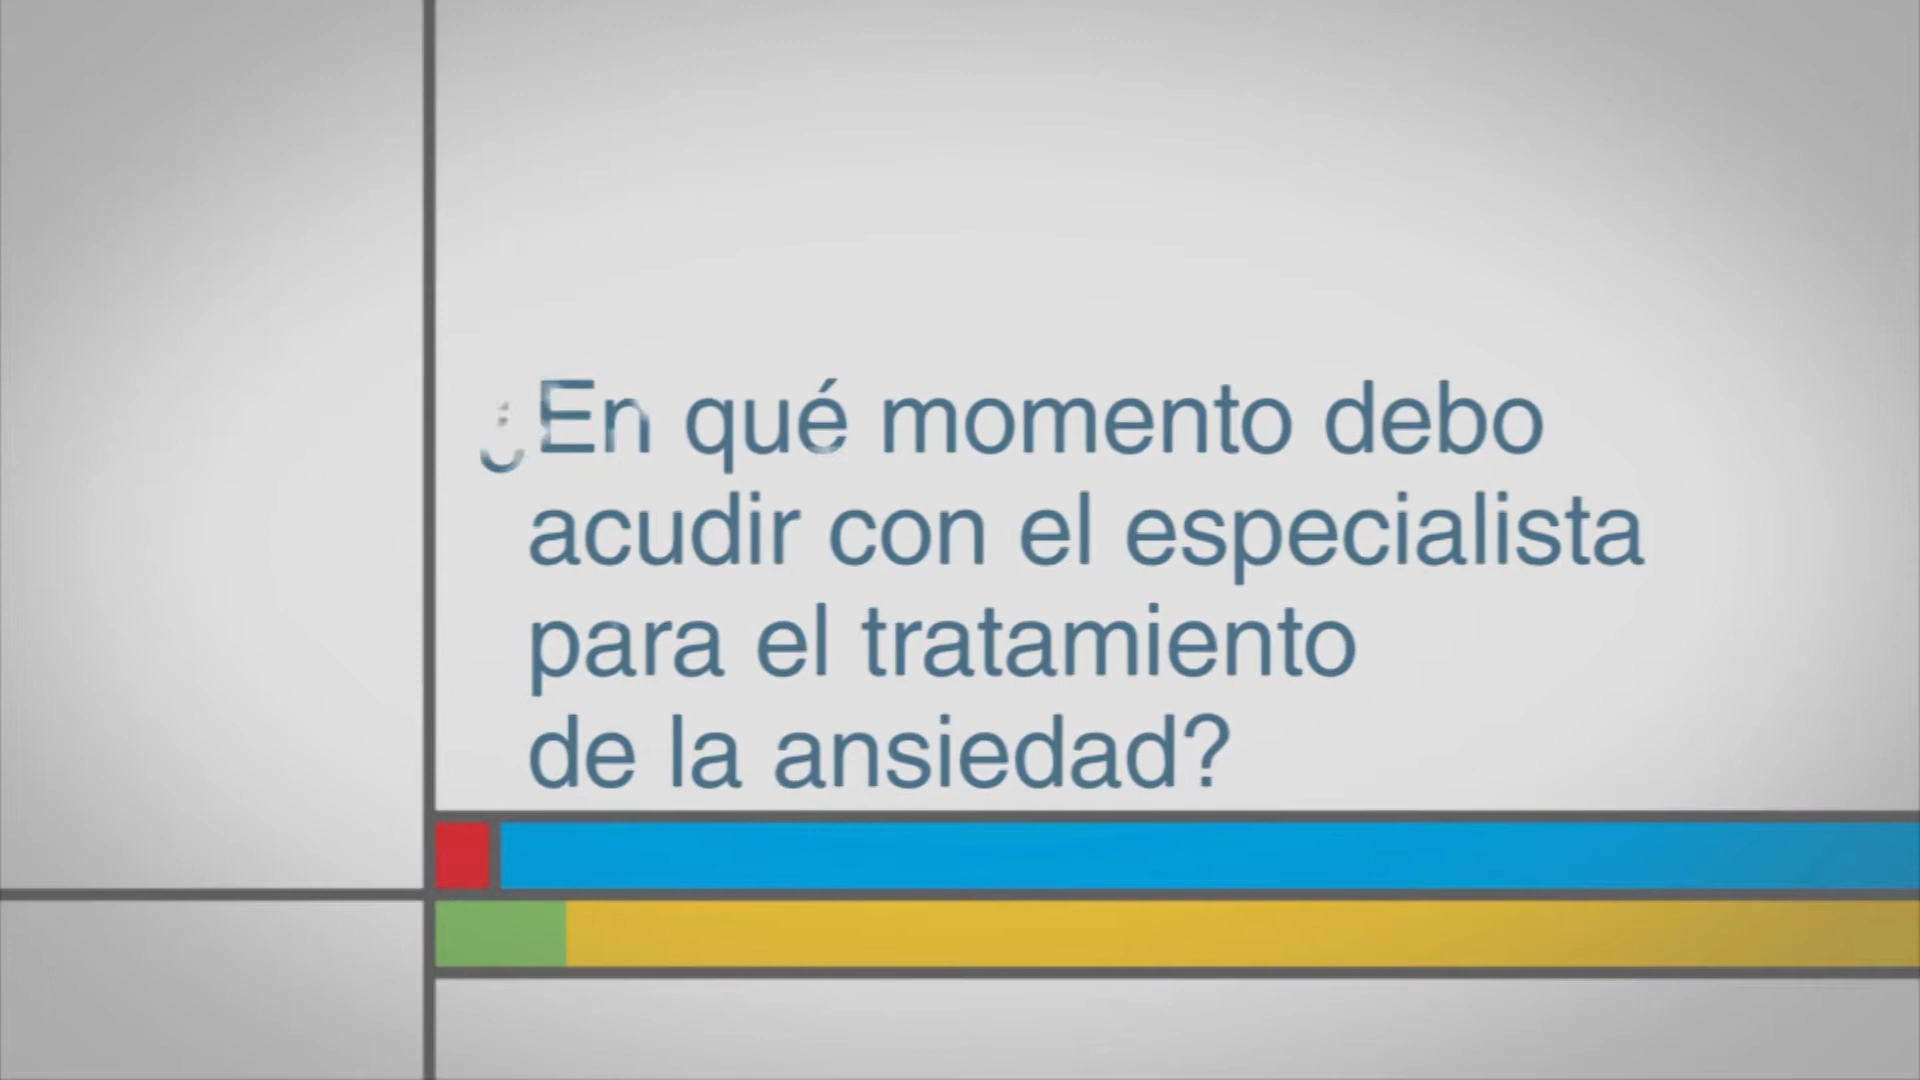 ¿En qué momento debo
acudir con el especialista
para el tratamiento
de la ansiedad?